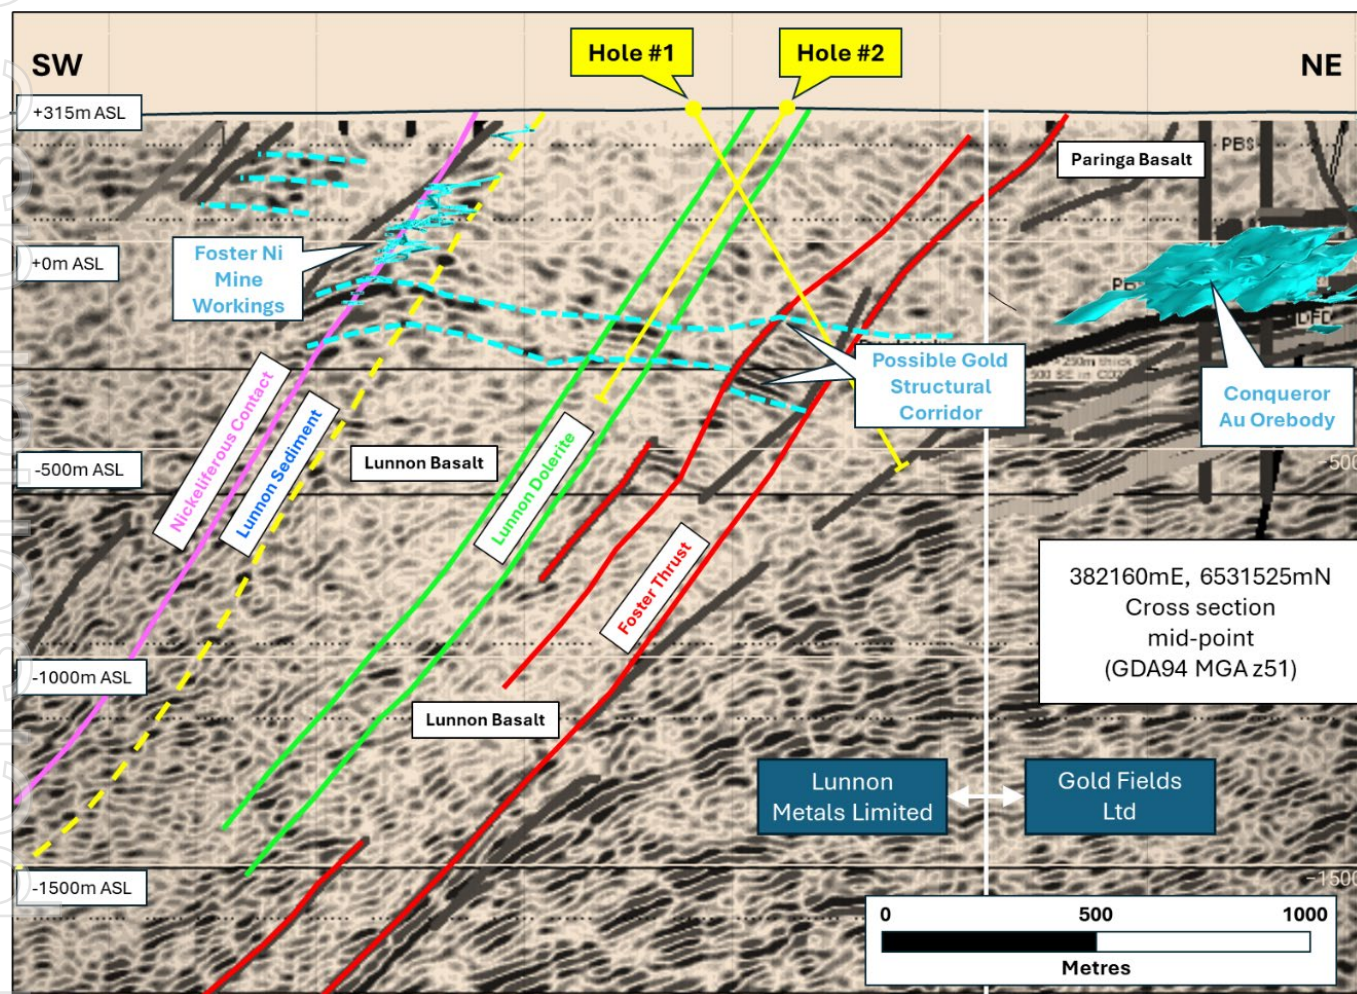 SW
Hole #1
Hole #2
NE
+315m ASL
Paringa Basalt
PBS
Foster Ni
Mine
Workings
+0m ASL
Possible Gold
Structural
Corridor
Conqueror
Au Orebody
Nickeliferous Contact
Lunnon Sediment
Lunnon Basalt
Lunnon Dolerite
-500m ASL
-500
Foster Thrust
382160mE, 6531525mN
Cross section
mid-point
(GDA94 MGA z51)
-1000m ASL
Lunnon Basalt
Lunnon
Metals Limited
Gold Fields
Ltd
-1500m ASL
-1500
0 500 1000
Metres